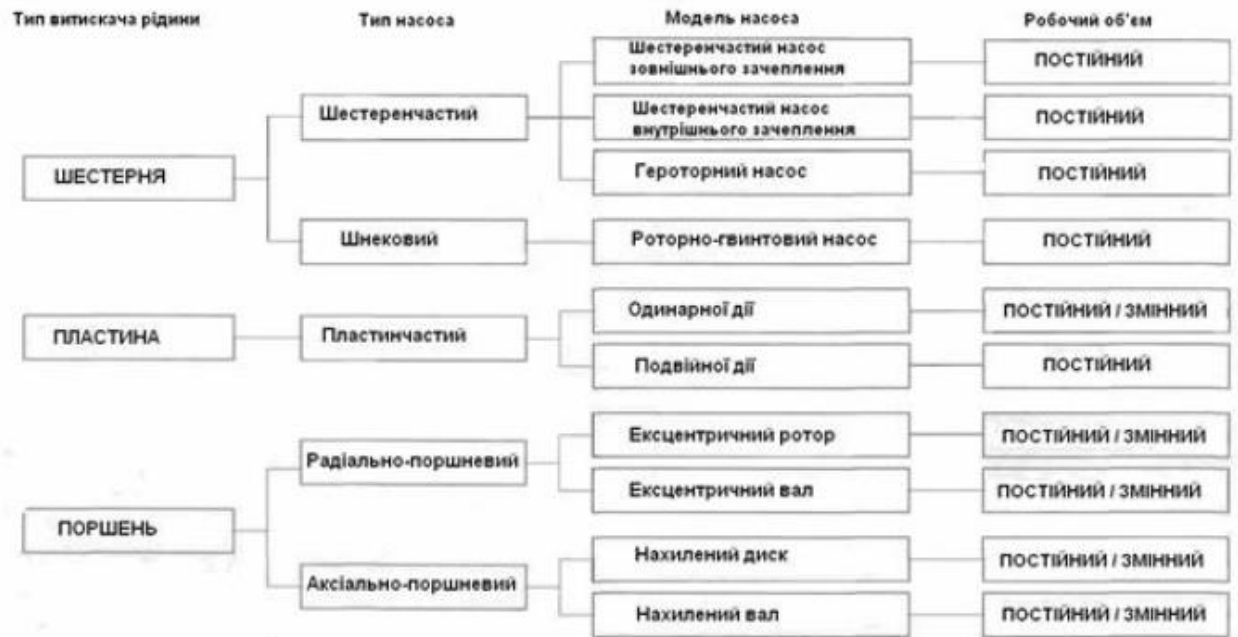 Тип витискача рідини
Тип насоса
Модель насоса
Робочий об'єм
Шестеренчастий насос
зовнішнього зачеплення
ПОСТІЙНИЙ
Шестеренчастий
Шестеренчастий насос
внутрішнього зачеплення
ПОСТІЙНИЙ
ШЕСТЕРНЯ
Героторний насос
ПОСТІЙНИЙ
Шнековий
Роторно-гвинтовий насос
ПОСТІЙНИЙ
ПЛАСТИНА
Пластинчастий
Одинарної дії
ПОСТІЙНИЙ / ЗМІННИЙ
Подвійної дії
ПОСТІЙНИЙ
Радіально-поршневий
Ексцентричний ротор
ПОСТІЙНИЙ / ЗМІННИЙ
Ексцентричний вал
ПОСТІЙНИЙ / ЗМІННИЙ
ПОРШЕНЬ
Аксіально-поршневий
Нахилений диск
ПОСТІЙНИЙ / ЗМІННИЙ
Нахилений вал
ПОСТІЙНИЙ / ЗМІННИЙ